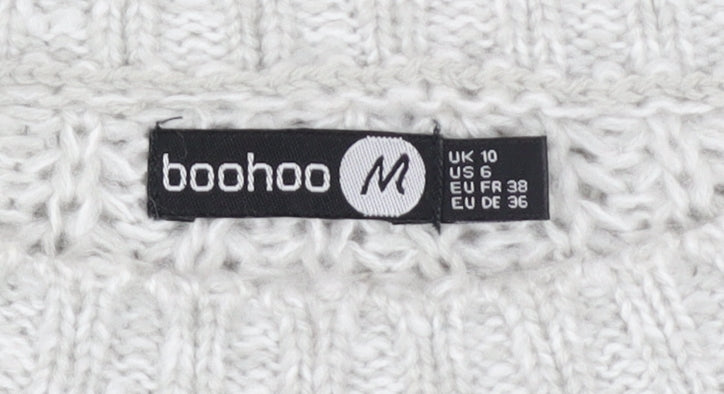 boohoo M
UK 10
US 6
EU FR 38
EU DE 36